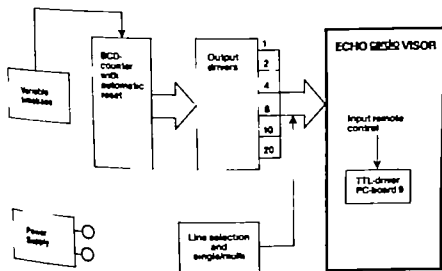 BCD-
counter
with
automatic
reset
Output
drivers
1
2
4
8
10
20
ECHO cardio VISOR
Variable
timebase
Input remote
control
TTL-driver
PC-board 9
Power
Supply
Line selection
and
single/multi